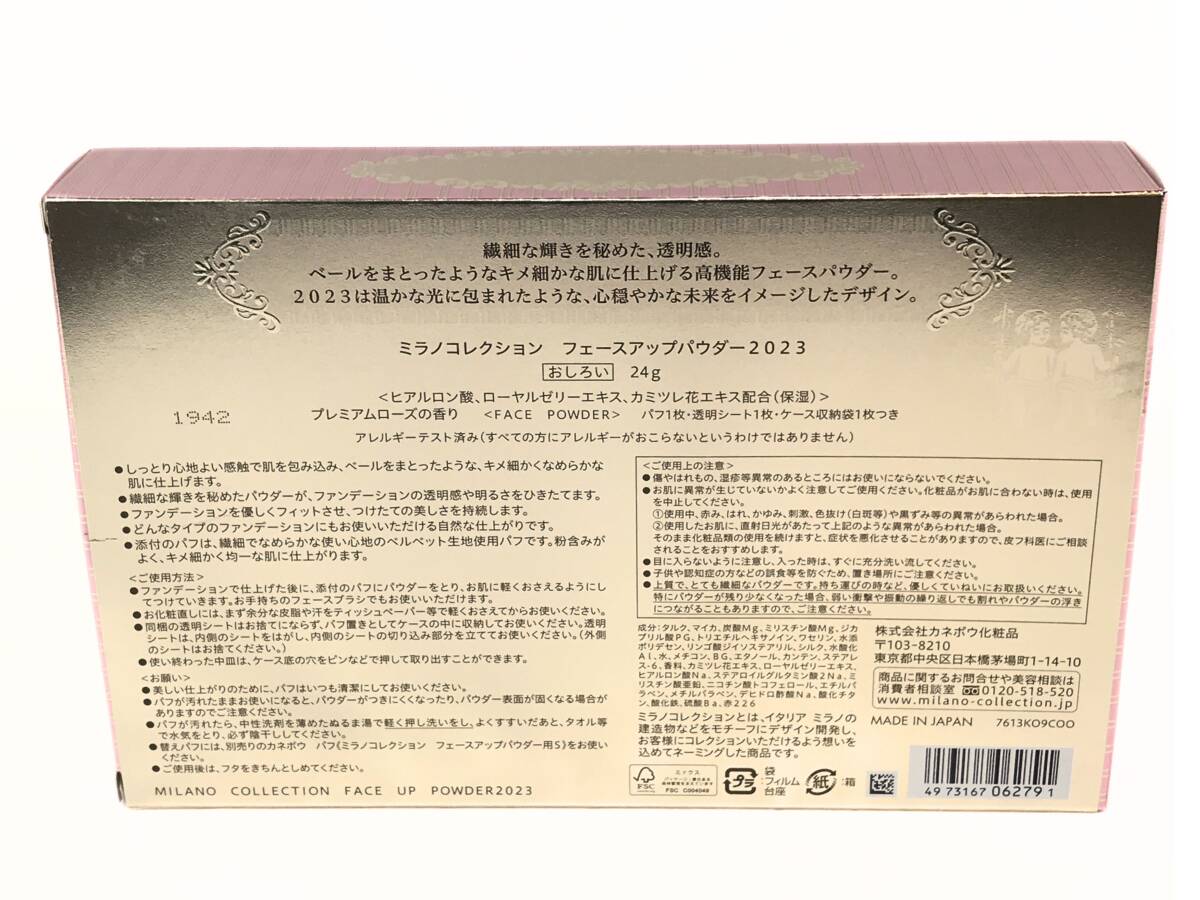 繊細な輝きを秘めた、透明感。
ベールをまとったようなキメ細かな肌に仕上げる高機能フェースパウダー。
2023は温かな光に包まれたような、心穏やかな未来をイメージしたデザイン。
ミラノコレクション　フェースアップパウダー2023
おしろい　24g
<ヒアルロン酸、ローヤルゼリーエキス、カミツレ花エキス配合(保湿)>
プレミアムローズの香り　<FACE POWDER>　パフ1枚・透明シート1枚・ケース収納袋1枚つき
アレルギーテスト済み(すべての方にアレルギーがおこらないというわけではありません)
1942
●しっとり心地よい感触で肌を包み込み、ベールをまとったような、キメ細かくなめらかな
肌に仕上げます。
●繊細な輝きを秘めたパウダーが、ファンデーションの透明感や明るさをひきたてます。
●ファンデーションを優しくフィットさせ、つけたての美しさを持続します。
●どんなタイプのファンデーションにもお使いいただける自然な仕上がりです。
●添付のパフは、繊細でなめらかな使い心地のベルベット生地使用パフです。粉含みが
よく、キメ細かく均一な肌に仕上がります。
<ご使用方法>
●ファンデーションで仕上げた後に、添付のパフにパウダーをとり、お肌に軽くおさえるようにし
てつけていきます。お手持ちのフェースブラシでもお使いいただけます。
●お化粧直しには、まず余分な皮脂や汗をティッシュペーパー等で軽くおさえてからお使いください。
●同梱の透明シートはお捨てにならず、パフ置きとしてケースの中に収納してお使いください。透明
シートは、内側のシートをはがし、内側のシートの切り込み部分を立ててお使いください。(外側
のシートはお捨てください。)
●使い終わった中皿は、ケース底の穴をピンなどで押して取り出すことができます。
<お願い>
●美しい仕上がりのために、パフはいつも清潔にしてお使いください。
●パフが汚れたままお使いになると、パウダーがつきにくくなったり、パウダー表面が固くなる場合が
ありますのでご注意ください。
●パフが汚れたら、中性洗剤を薄めたぬるま湯で軽く押し洗いをし、よくすすいだあと、タオル等
で水気をとり、必ず陰干ししてください。
●替えパフには、別売りのカネボウ　パフ《ミラノコレクション　フェースアップパウダー用S》をお使い
ください。
●ご使用後は、フタをきちんとしめてください。
MILANO COLLECTION FACE UP POWDER2023
<ご使用上の注意>
●傷やはれもの、湿疹等異常のあるところにはお使いにならないでください。
●お肌に異常が生じていないかよく注意してご使用ください。化粧品がお肌に合わない時は、使用
を中止してください。
①使用中、赤み、はれ、かゆみ、刺激、色抜け(白斑等)や黒ずみ等の異常があらわれた場合。
②使用したお肌に、直射日光があたって上記のような異常があらわれた場合。
そのまま化粧品類の使用を続けますと、症状を悪化させることがありますので、皮フ科医にご相談
されることをおすすめします。
●目に入らないように注意し、入った時は、すぐに充分洗い流してください。
●子供や認知症の方などの誤食等を防ぐため、置き場所にご注意ください。
●上質で、とても繊細なパウダーです。持ち運びの時など、優しくていねいにお取扱いください。
特にパウダーが残り少なくなった場合、弱い衝撃や振動の繰り返しでも割れやパウダーの浮き
につながることもありますので、ご注意ください。
成分:タルク、マイカ、炭酸Mg、ミリスチン酸Mg、ジカ
プリル酸PG、トリエチルヘキサノイン、ワセリン、水添
ポリデセン、リンゴ酸ジイソステアリル、シルク、水酸化
Al、水、メチコン、BG、エタノール、カンテン、ステアレ
ス-6、香料、カミツレ花エキス、ローヤルゼリーエキス、
ヒアルロン酸Na、ステアロイルグルタミン酸2Na、ミ
リスチン酸亜鉛、ニコチン酸トコフェロール、エチルパ
ラベン、メチルパラベン、デヒドロ酢酸Na、酸化チタ
ン、酸化鉄、硫酸Ba、赤226
ミラノコレクションとは、イタリア ミラノの
建造物などをモチーフにデザイン開発し、
お客様にコレクションいただけるよう想いを
込めてネーミングした商品です。
株式会社カネボウ化粧品
〒103-8210
東京都中央区日本橋茅場町1-14-10
商品に関するお問合せや美容相談は
消費者相談室 0120-518-520
www.milano-collection.jp
MADE IN JAPAN　7613KO9COO
FSC
ミックス
FSC C004049
プラ
袋
フィルム
台座
紙
:箱
4973167062791